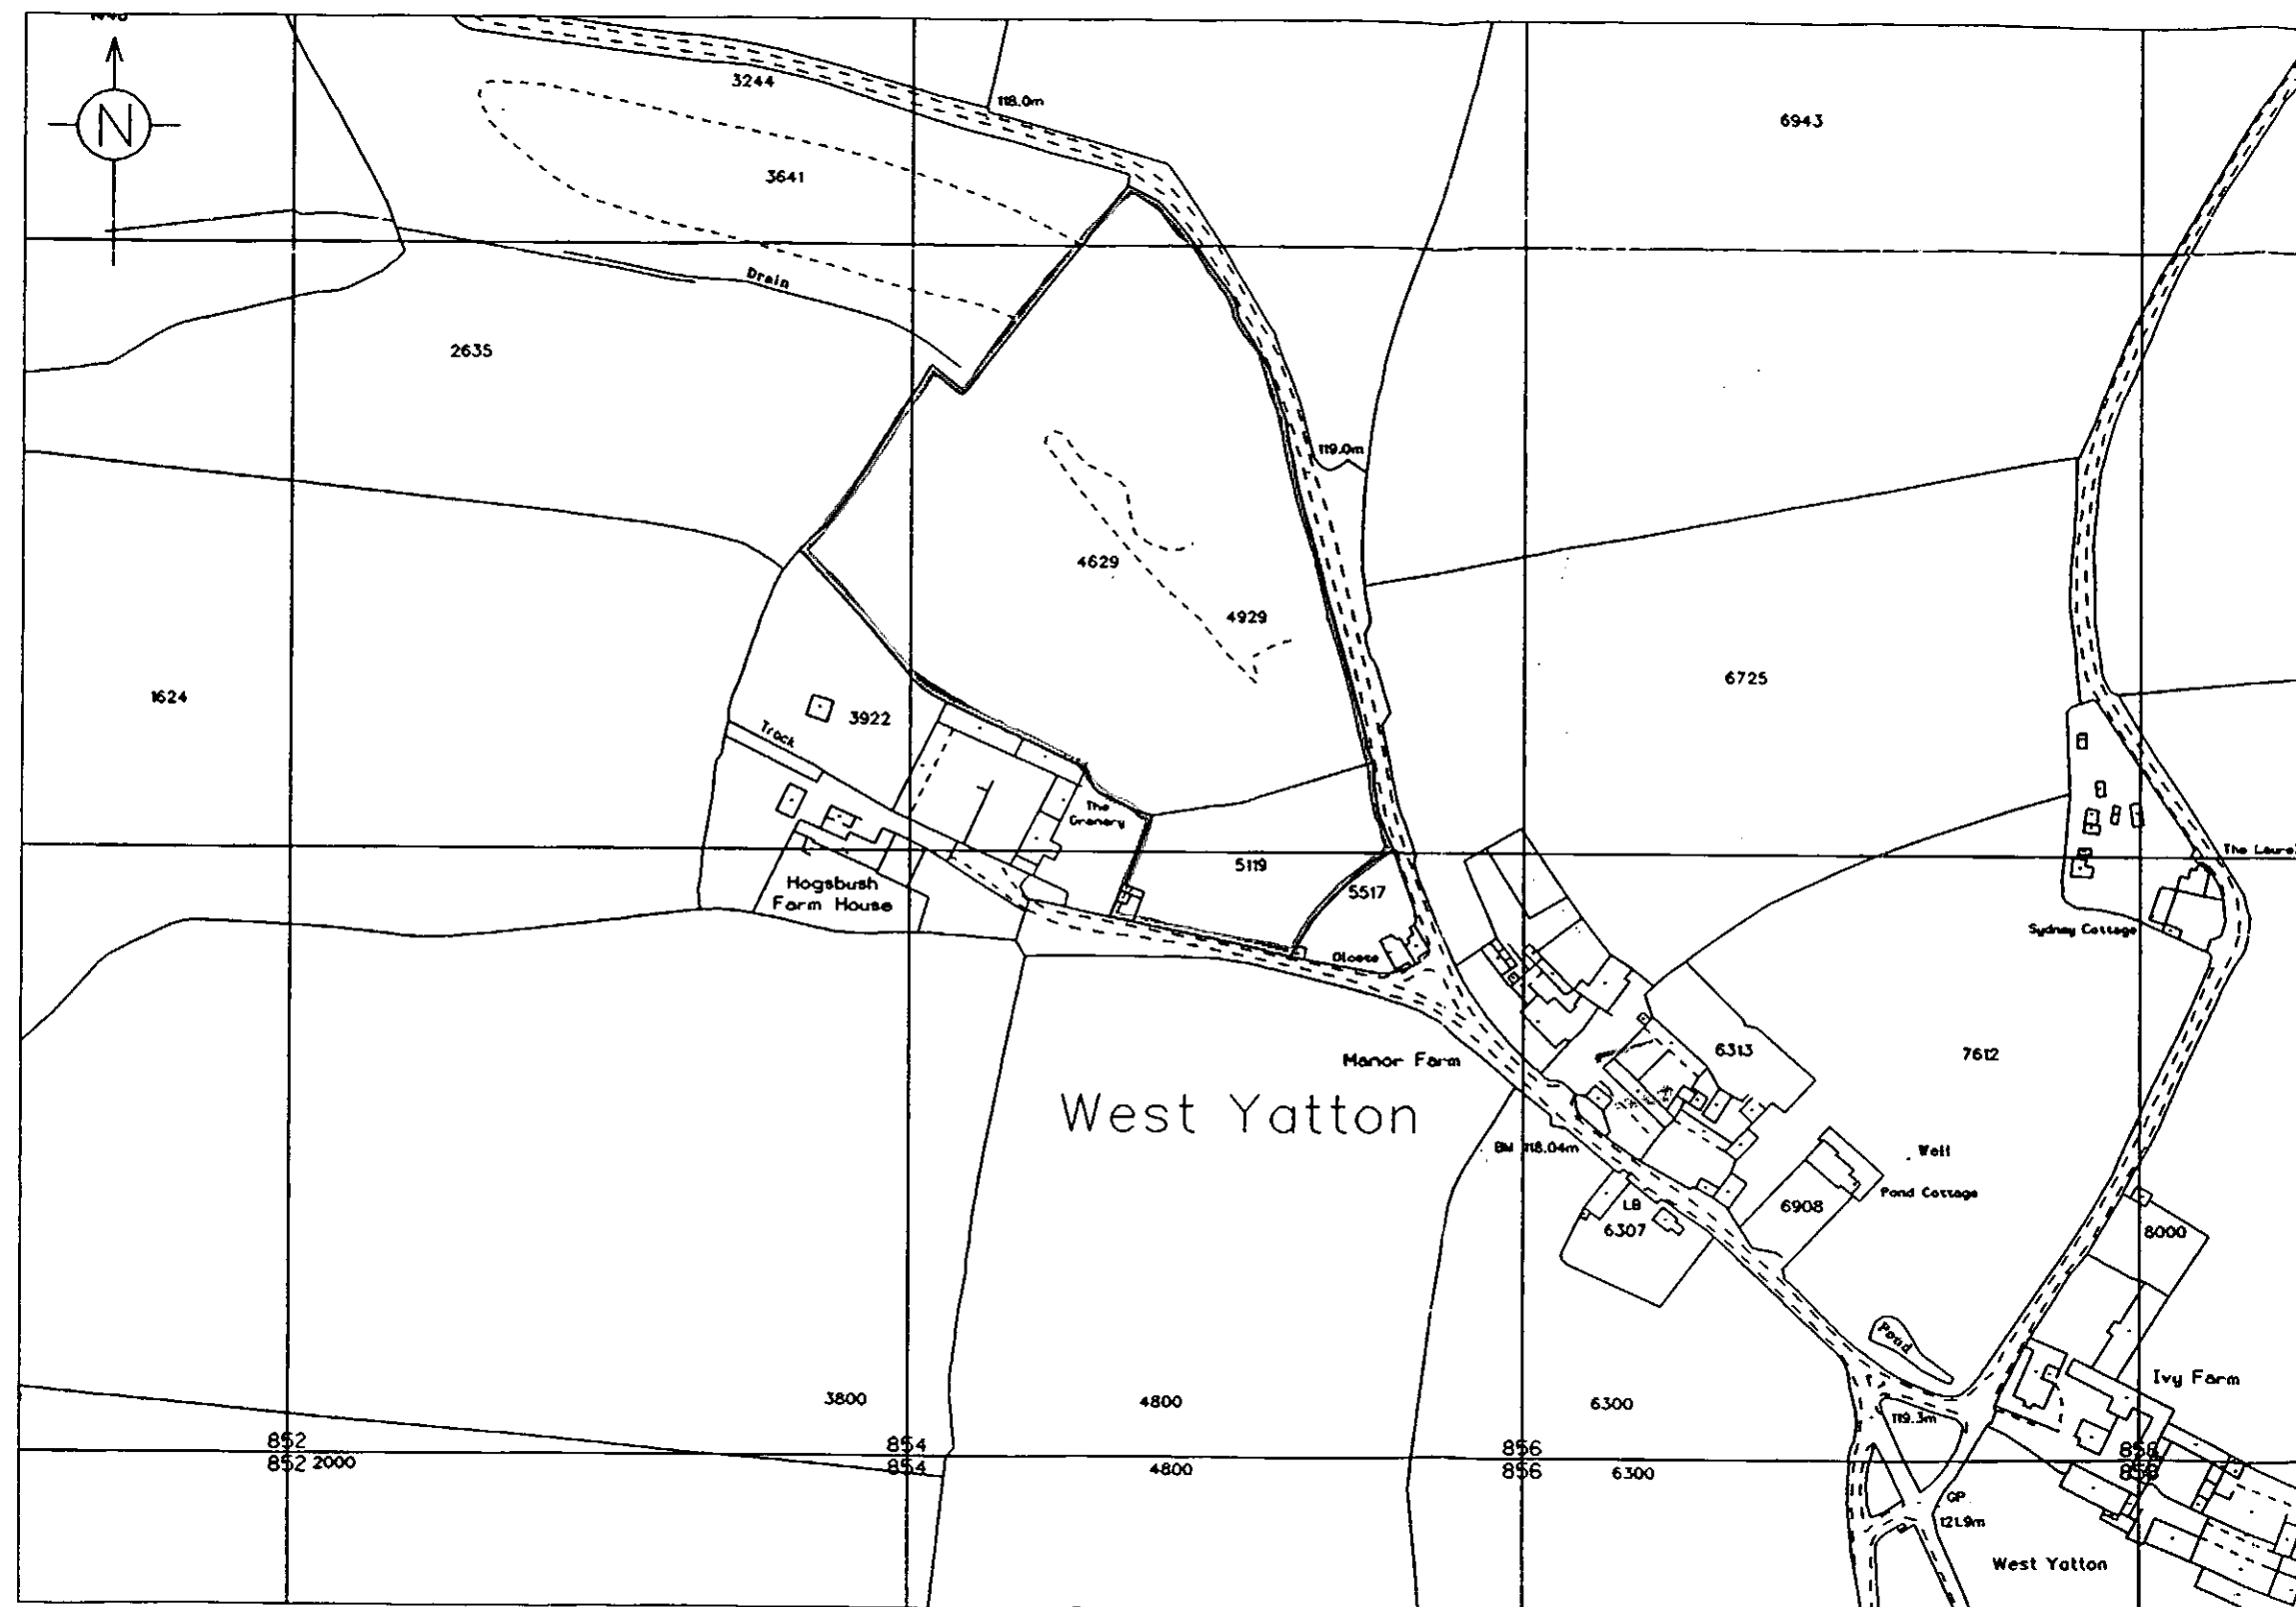 N
3244
118.0m
6943
3641
Drain
2635
119.0m
4629
4929
1624
6725
3922
Track
The
Granary
5119
5517
The Laure
Hogsbush
Farm House
Sydney Cottage
Manor Farm
6313
7612
West Yatton
BM 118.04m
Well
Pond Cottage
LB
6307
6908
8000
Pond
Ivy Farm
3800
4800
6300
119.3m
852
854
856
858
852 2000
854
4800
856
6300
858
GP
121.9m
West Yatton